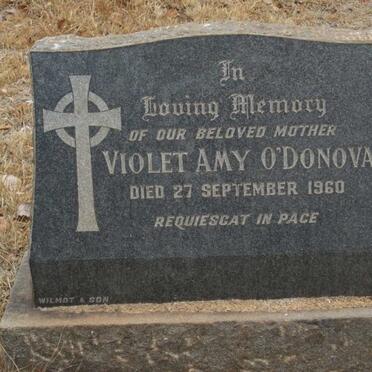 In
Loving Memory
OF OUR BELOVED MOTHER
VIOLET AMY O'DONOVA
DIED 27 SEPTEMBER 1960
REQUIESCAT IN PACE
WILMOT & SON